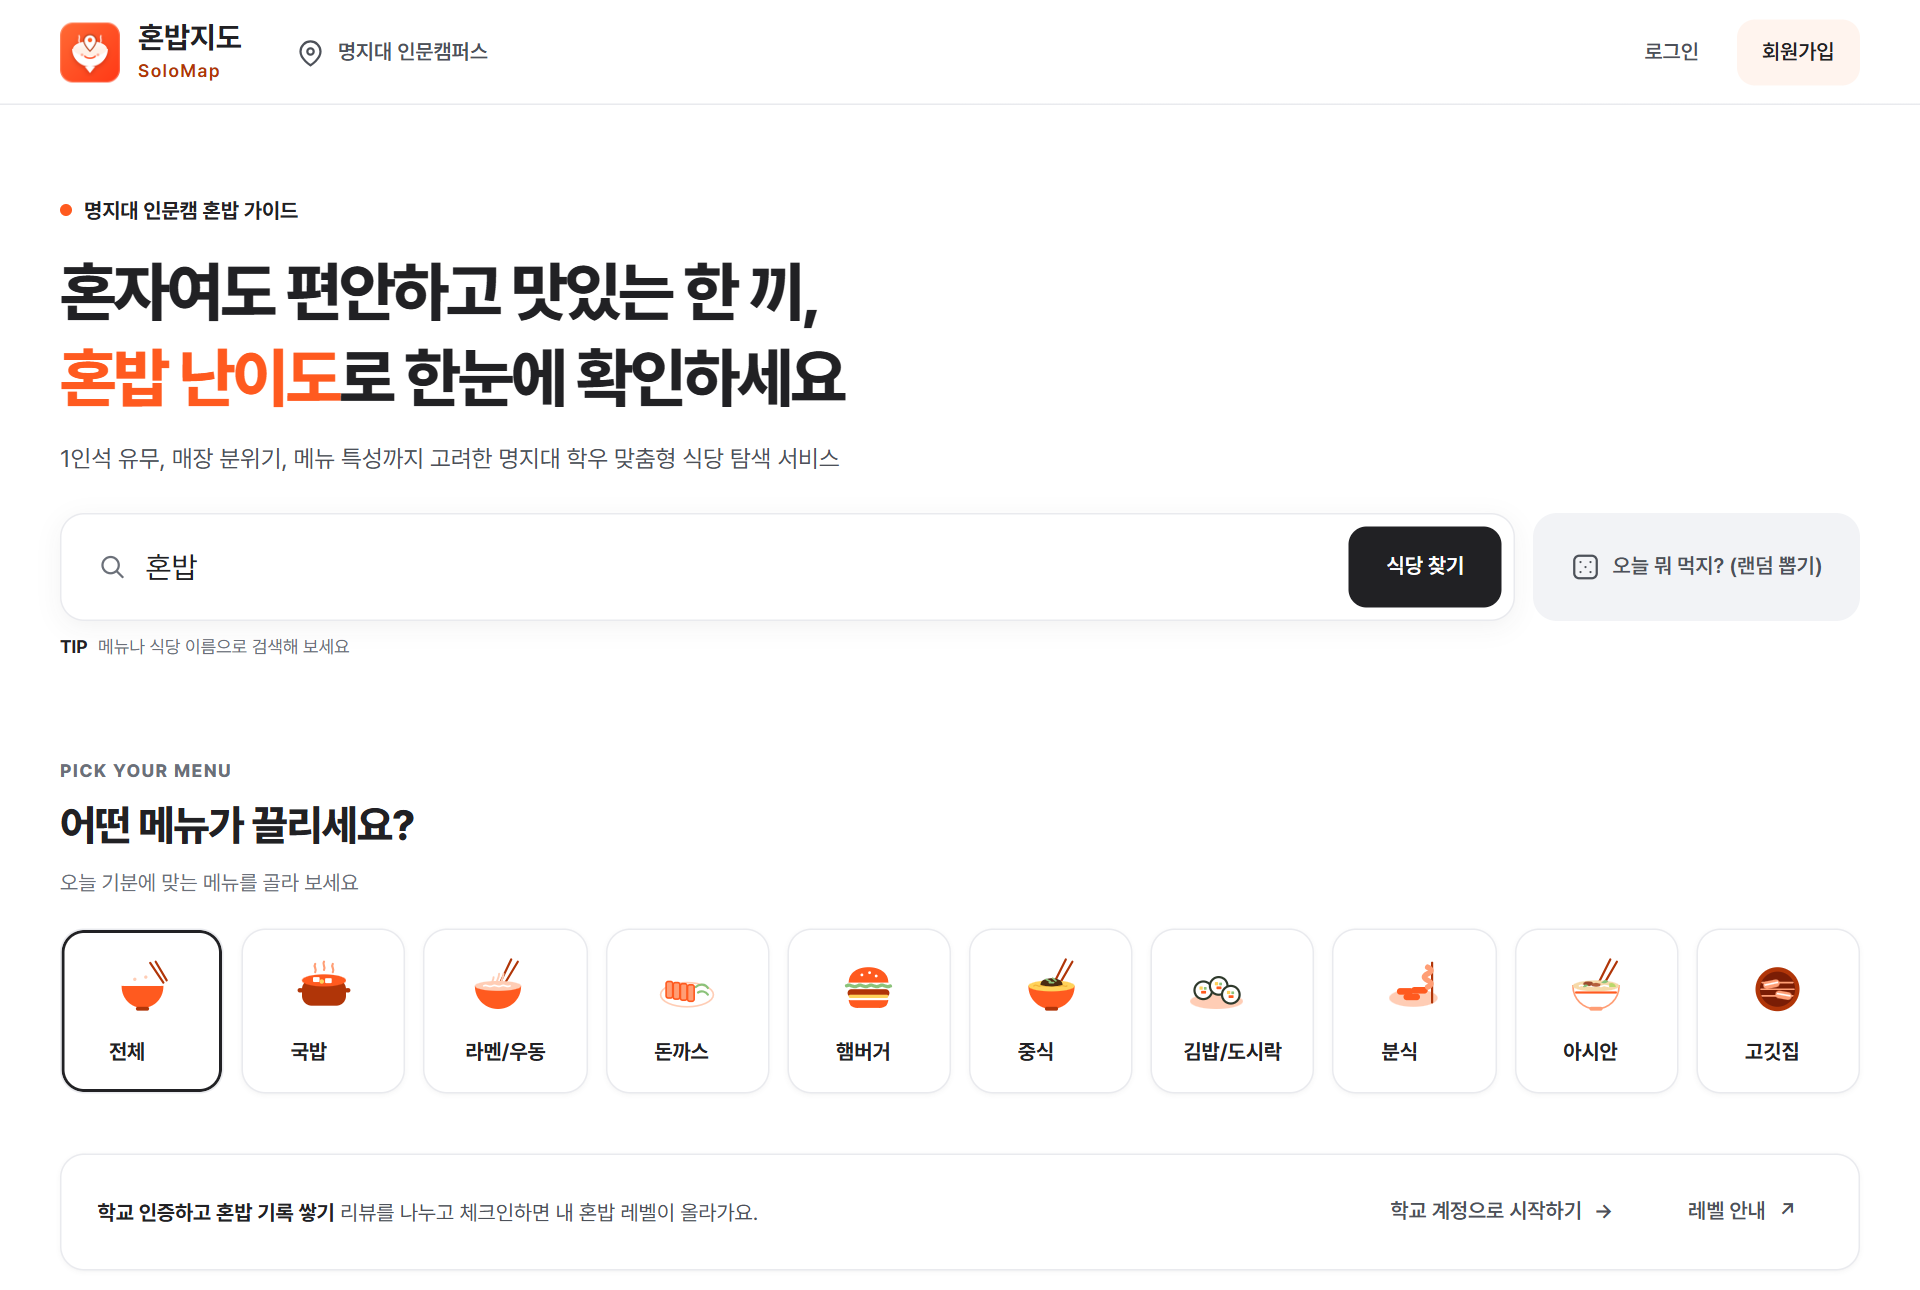 혼밥지도
SoloMap
명지대 인문캠퍼스
로그인
회원가입
명지대 인문캠 혼밥 가이드
혼자여도 편안하고 맛있는 한 끼,
혼밥 난이도로 한눈에 확인하세요
1인석 유무, 매장 분위기, 메뉴 특성까지 고려한 명지대 학우 맞춤형 식당 탐색 서비스
혼밥
식당 찾기
오늘 뭐 먹지? (랜덤 뽑기)
TIP 메뉴나 식당 이름으로 검색해 보세요
PICK YOUR MENU
어떤 메뉴가 끌리세요?
오늘 기분에 맞는 메뉴를 골라 보세요
전체
국밥
라멘/우동
돈까스
햄버거
중식
김밥/도시락
분식
아시안
고깃집
학교 인증하고 혼밥 기록 쌓기 리뷰를 나누고 체크인하면 내 혼밥 레벨이 올라가요.
학교 계정으로 시작하기 →
레벨 안내 ↗